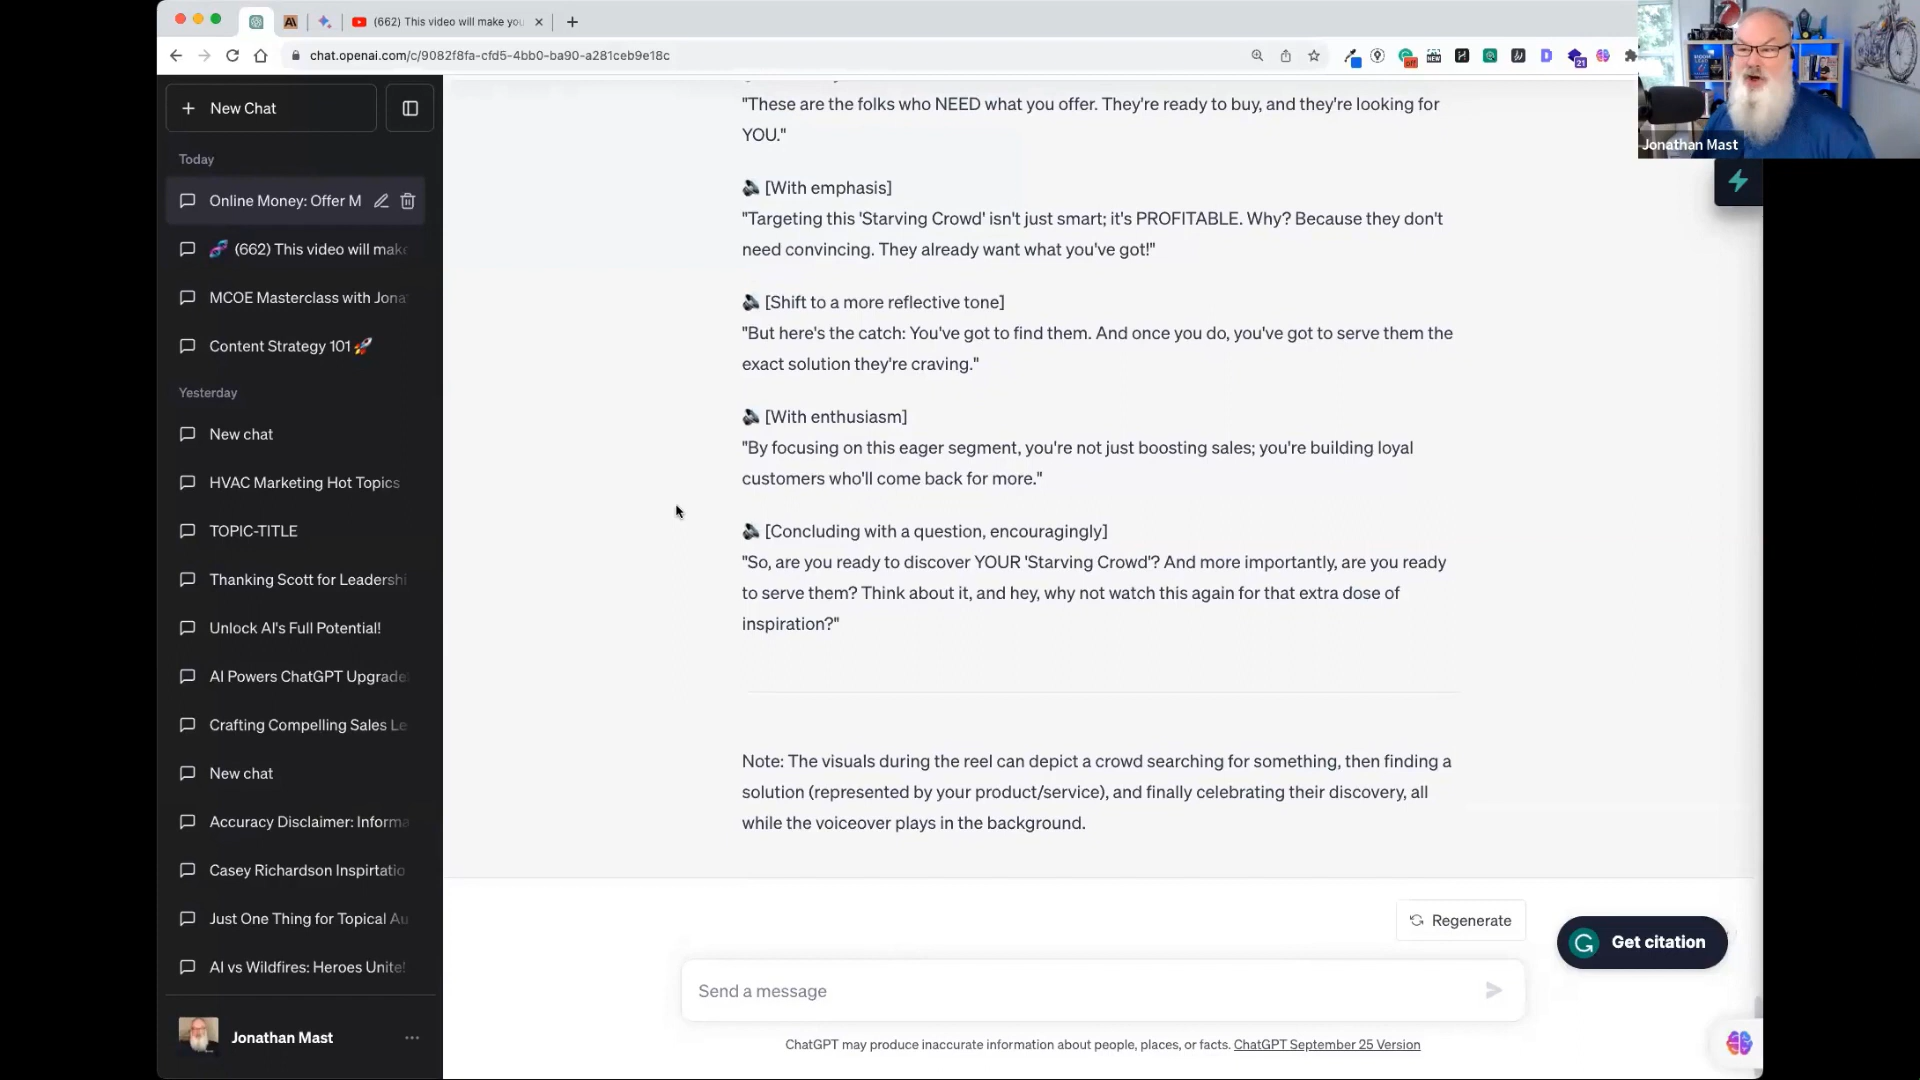 (662) This video will make you
chat.openai.com/c/9082f8fa-cfd5-4bb0-ba90-a281ceb9e18c
off
NEW
21
Jonathan Mast
New Chat
Today
Online Money: Offer M
(662) This video will make
MCOE Masterclass with Jona
Content Strategy 101 🚀
Yesterday
New chat
HVAC Marketing Hot Topics
TOPIC-TITLE
Thanking Scott for Leadershi
Unlock AI's Full Potential!
AI Powers ChatGPT Upgrade
Crafting Compelling Sales Le
New chat
Accuracy Disclaimer: Informa
Casey Richardson Inspirtatio
Just One Thing for Topical Au
AI vs Wildfires: Heroes Unite!
Jonathan Mast
"These are the folks who NEED what you offer. They're ready to buy, and they're looking for
YOU."
🔊 [With emphasis]
"Targeting this 'Starving Crowd' isn't just smart; it's PROFITABLE. Why? Because they don't
need convincing. They already want what you've got!"
🔊 [Shift to a more reflective tone]
"But here's the catch: You've got to find them. And once you do, you've got to serve them the
exact solution they're craving."
🔊 [With enthusiasm]
"By focusing on this eager segment, you're not just boosting sales; you're building loyal
customers who'll come back for more."
🔊 [Concluding with a question, encouragingly]
"So, are you ready to discover YOUR 'Starving Crowd'? And more importantly, are you ready
to serve them? Think about it, and hey, why not watch this again for that extra dose of
inspiration?"
Note: The visuals during the reel can depict a crowd searching for something, then finding a
solution (represented by your product/service), and finally celebrating their discovery, all
while the voiceover plays in the background.
Regenerate
Get citation
Send a message
ChatGPT may produce inaccurate information about people, places, or facts. ChatGPT September 25 Version